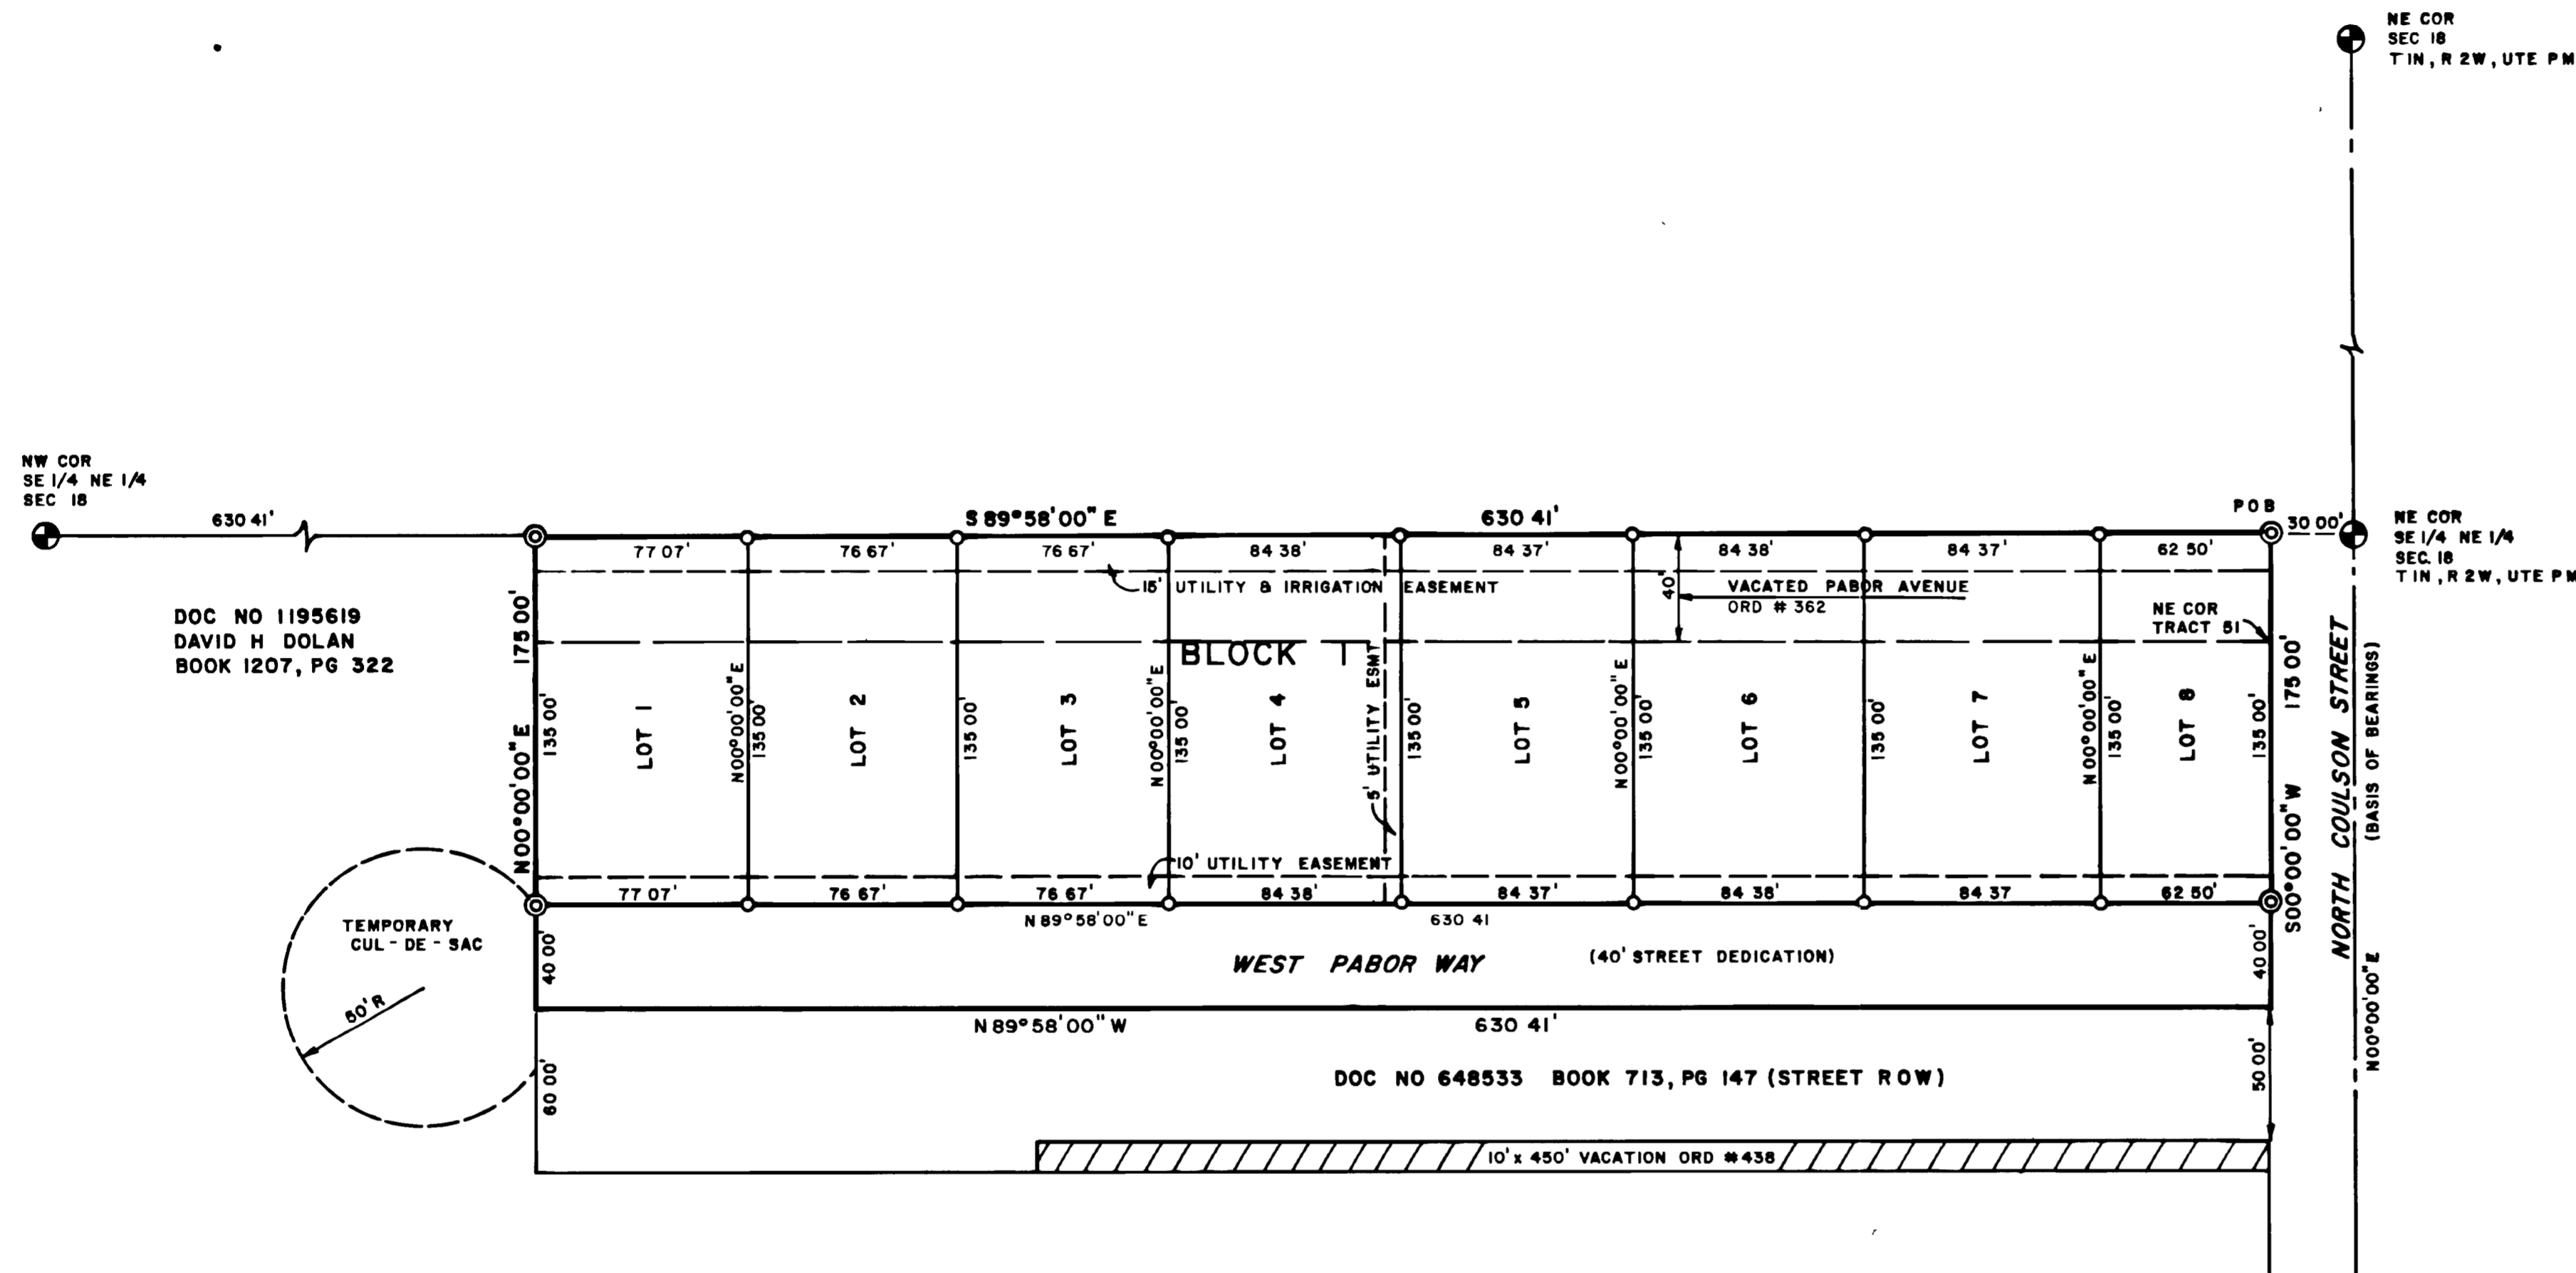 NE COR
SEC 18
T 1N, R 2W, UTE PM
NW COR
SE 1/4 NE 1/4
SEC 18
630 41'
S 89°58'00" E
630 41'
P O B
30 00'
NE COR
SE 1/4 NE 1/4
SEC. 18
T 1N, R 2W, UTE PM
77 07'
76 67'
76 67'
84 38'
84 37'
84 38'
84 37'
62 50'
15' UTILITY & IRRIGATION EASEMENT
40'
VACATED PABOR AVENUE
ORD # 362
NE COR
TRACT 51
DOC NO 1195619
DAVID H DOLAN
BOOK 1207, PG 322
BLOCK 1
N00°00'00" E
175 00'
135 00'
LOT 1
N00°00'00" E
135 00'
LOT 2
135 00'
LOT 3
N00°00'00" E
135 00'
LOT 4
5' UTILITY ESMT
135 00'
LOT 5
N00°00'00" E
135 00'
LOT 6
135 00'
LOT 7
N00°00'00" E
135 00'
LOT 8
135 00'
S00°00'00" W
175 00'
NORTH COULSON STREET
(BASIS OF BEARINGS)
N00°00'00" E
10' UTILITY EASEMENT
77 07'
76 67'
76 67'
84 38'
84 37'
84 38'
84 37
62 50'
N 89°58'00" E
630 41
TEMPORARY
CUL - DE - SAC
50' R
40 00'
WEST PABOR WAY
(40' STREET DEDICATION)
40 00'
N 89°58'00" W
630 41'
60 00'
DOC NO 648533 BOOK 713, PG 147 (STREET ROW)
50 00'
10' x 450' VACATION ORD #438